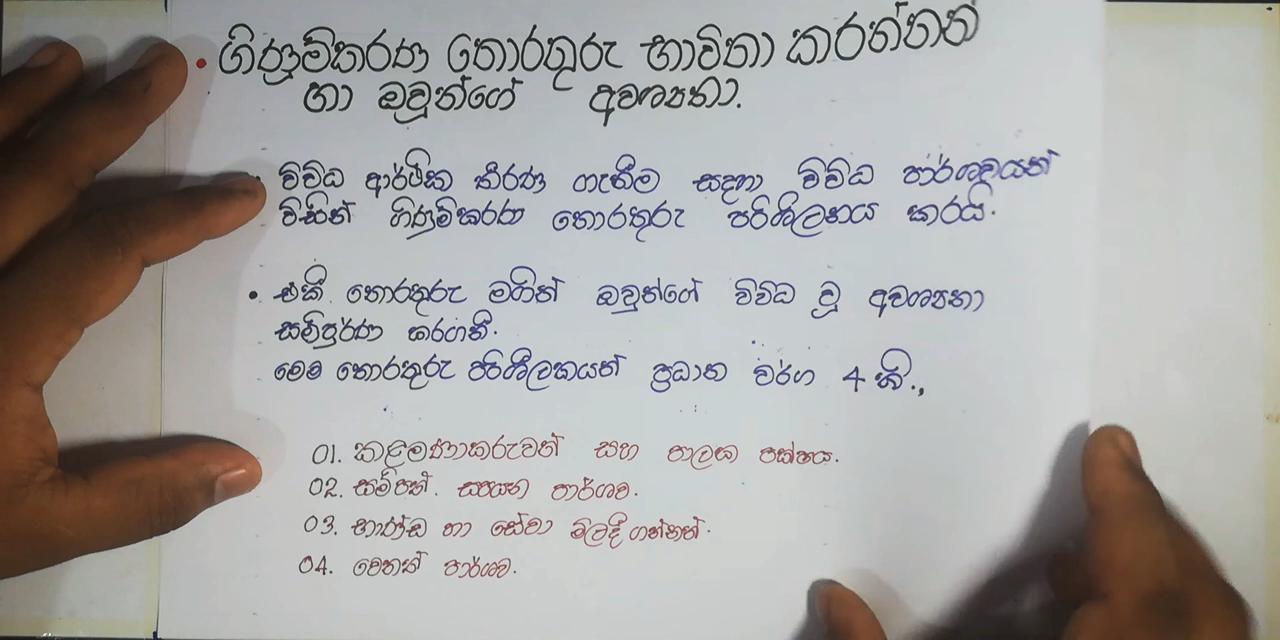 • ගිණුම්කරණ තොරතුරු භාවිතා කරන්නන්
හා ඔවුන්ගේ අවශ්‍යතා.
• විවිධ ආර්ථික තීරණ ගැනීම සදහා විවිධ පාර්ශවයන්
විසින් ගිණුම්කරණ තොරතුරු පරිශීලනය කරයි.
• එකී තොරතුරු මගින් ඔවුන්ගේ විවිධ වූ අවශ්‍යතා
සම්පුර්ණ කරගනී.
මෙම තොරතුරු පරිශීලකයන් ප්‍රධාන වර්ග 4 කි.,
01. කළමණාකරුවන් සහ පාලක පක්ෂය.
02. සම්පත්. සපයන පාර්ශව.
03. භාණ්ඩ හා සේවා මිලදී ගන්නන්.
04. වෙනත් පාර්ශව.